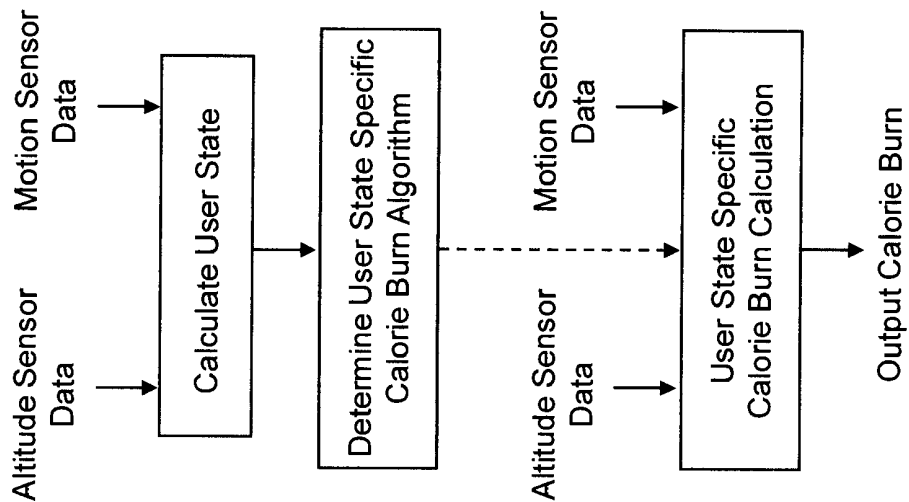 Altitude Sensor
Data
Motion Sensor
Data
Calculate User State
Determine User State Specific
Calorie Burn Algorithm
Altitude Sensor
Data
Motion Sensor
Data
User State Specific
Calorie Burn Calculation
Output Calorie Burn